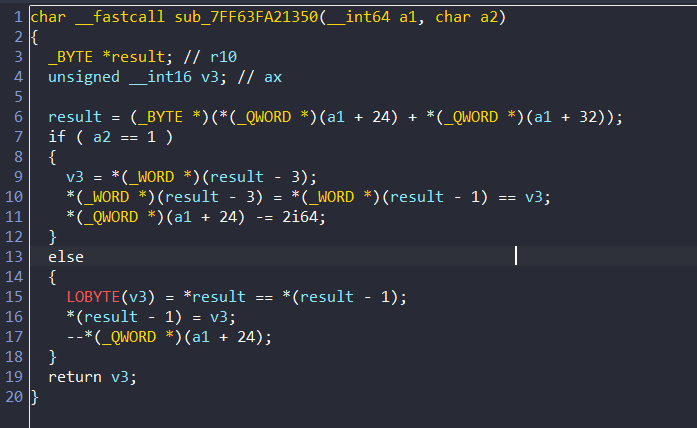 1 char __fastcall sub_7FF63FA21350(__int64 a1, char a2)
2 {
3 _BYTE *result; // r10
4 unsigned __int16 v3; // ax
5
6 result = (_BYTE *)(*(_QWORD *)(a1 + 24) + *(_QWORD *)(a1 + 32));
7 if ( a2 == 1 )
8 {
9 v3 = *(_WORD *)(result - 3);
10 *(_WORD *)(result - 3) = *(_WORD *)(result - 1) == v3;
11 *(_QWORD *)(a1 + 24) -= 2i64;
12 }
13 else
14 {
15 LOBYTE(v3) = *result == *(result - 1);
16 *(result - 1) = v3;
17 --*(_QWORD *)(a1 + 24);
18 }
19 return v3;
20 }